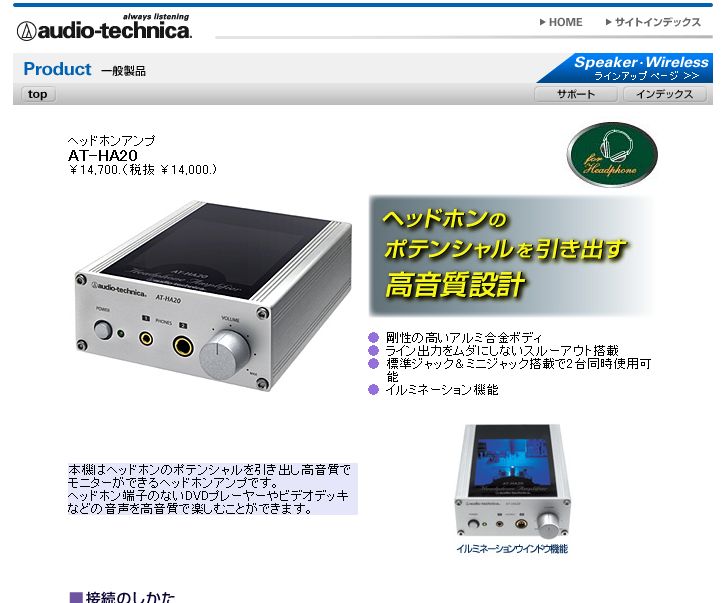 always listening
audio-technica.
HOME
サイトインデックス
Product 一般製品
Speaker・Wireless
ラインアップ ページ >>
top
サポート
インデックス
ヘッドホンアンプ
AT-HA20
￥14,700.(税抜 ￥14,000.)
for
Headphone
ヘッドホンの
ポテンシャルを引き出す
高音質設計
AT-HA20
Headphone Amplifier
audio-technica
audio-technica AT-HA20
POWER
1 PHONES 2
VOLUME
剛性の高いアルミ合金ボディ
ライン出力をムダにしないスルーアウト搭載
標準ジャック＆ミニジャック搭載で２台同時使用可
能
イルミネーション機能
本機はヘッドホンのポテンシャルを引き出し高音質で
モニターができるヘッドホンアンプです。
ヘッドホン端子のないDVDプレーヤーやビデオデッキ
などの音声を高音質で楽しむことができます。
AT-HA20
Headphone Amplifier
audio-technica
イルミネーションウインドウ機能
接続のしかた